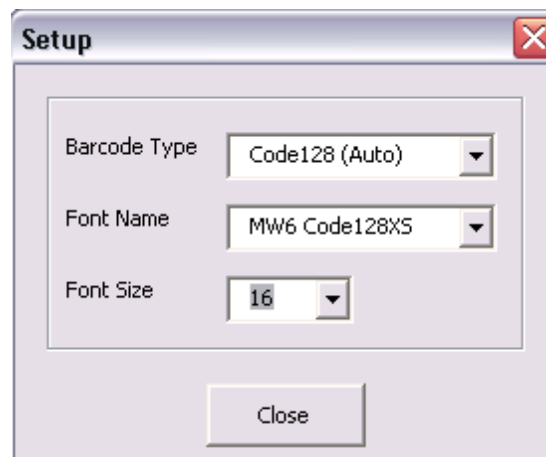 Setup
Barcode Type Code128 (Auto)
Font Name MW6 Code128XS
Font Size 16
Close